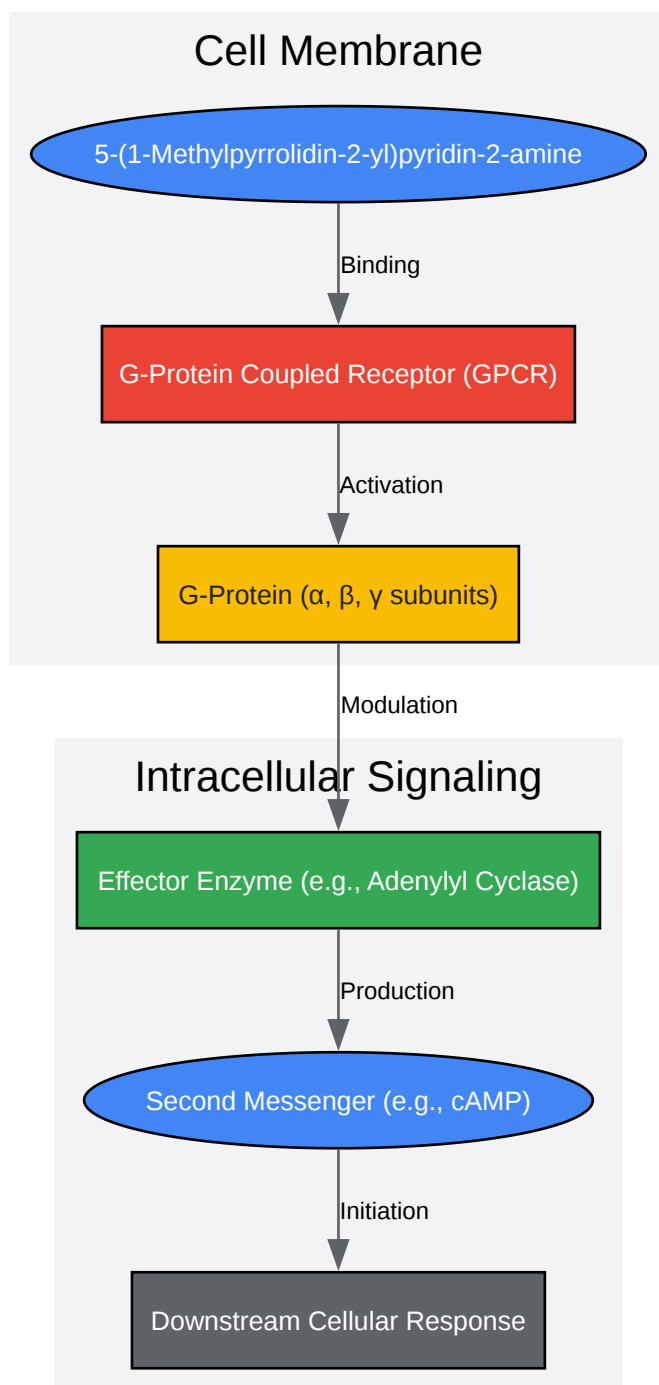 Cell Membrane
5-(1-Methylpyrrolidin-2-yl)pyridin-2-amine
Binding
G-Protein Coupled Receptor (GPCR)
Activation
G-Protein (α, β, γ subunits)
Modulation
Intracellular Signaling
Effector Enzyme (e.g., Adenylyl Cyclase)
Production
Second Messenger (e.g., cAMP)
Initiation
Downstream Cellular Response